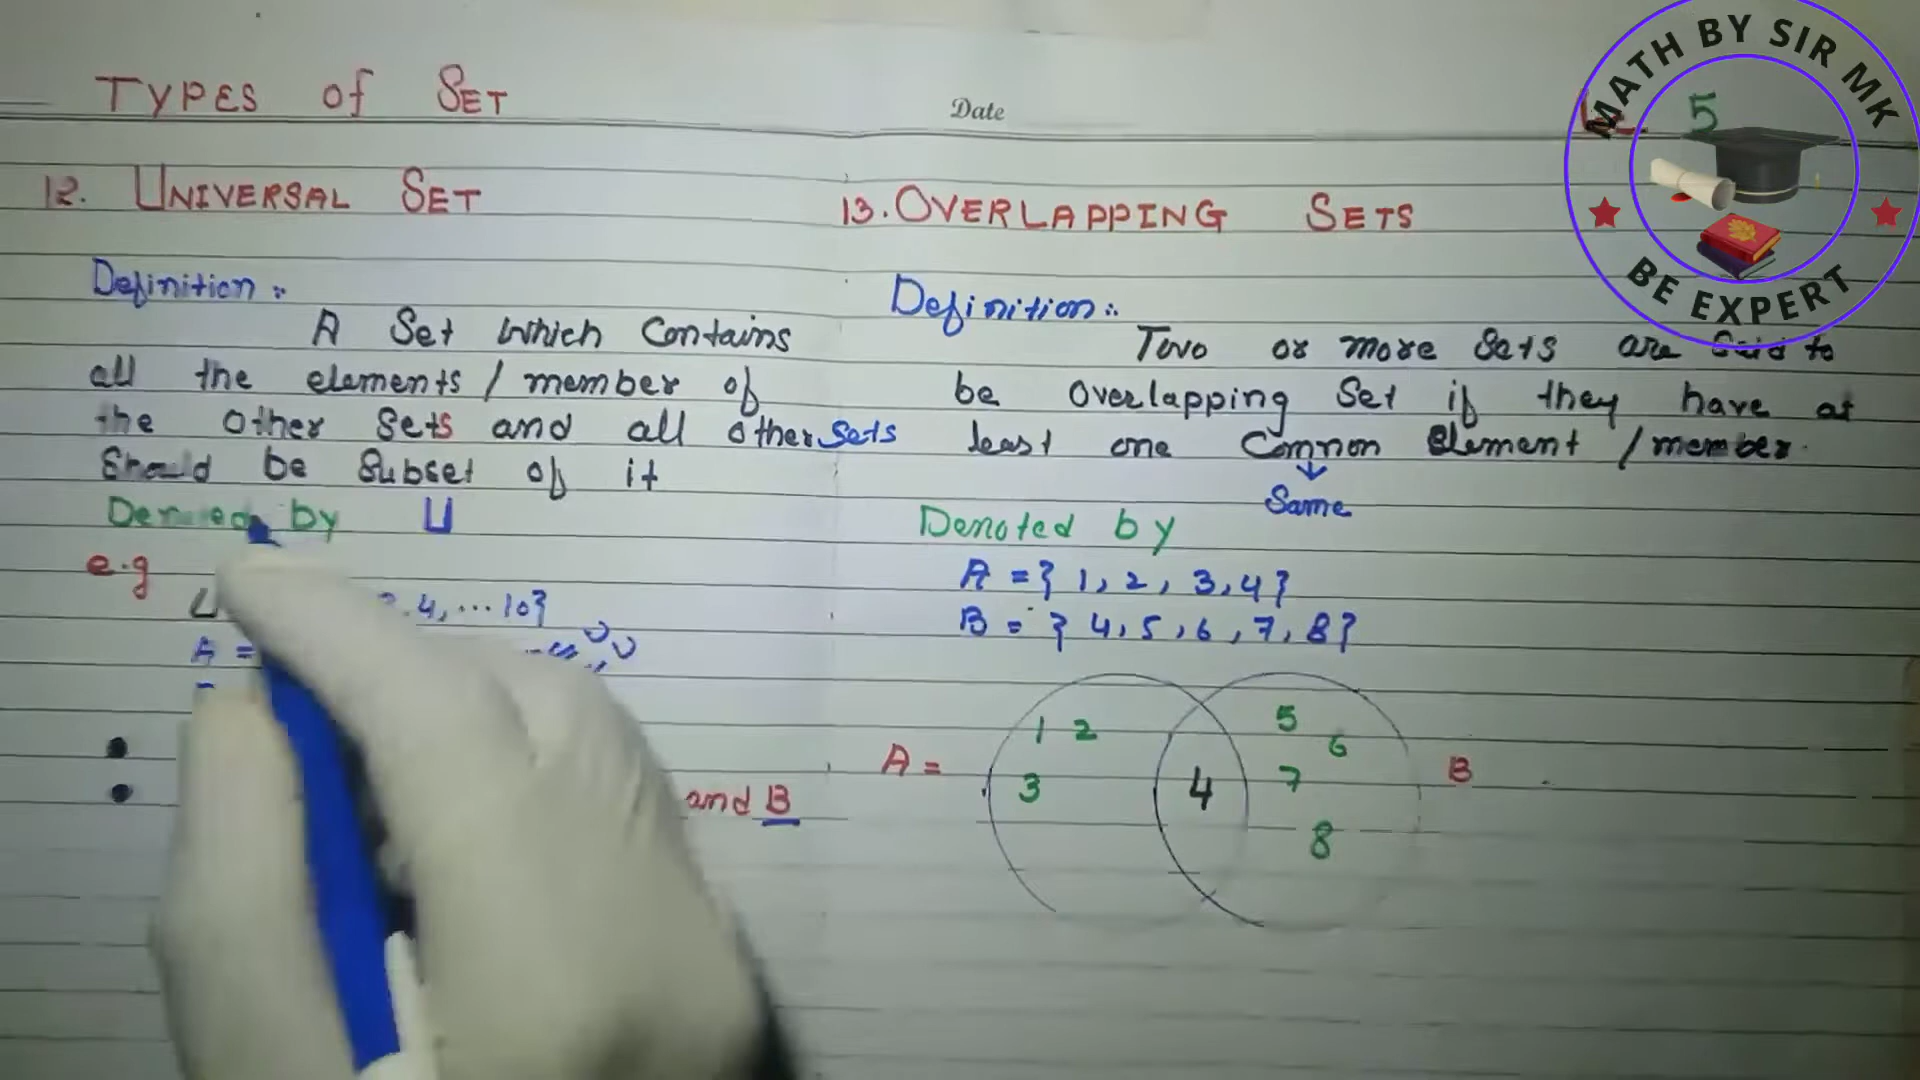 TYPES of SET
Date
5
MATH BY SIR MK
BE EXPERT
12. UNIVERSAL SET
Definition :-
A Set which Contains
all the elements / member of
the other Sets and all other Sets
Should be Subset of it
Denoted by U
e.g
4, ... 10}
A =
and B
13. OVERLAPPING SETS
Definition :-
Two or more Sets are Said to
be Overlapping Set if they have at
least one Common Element / member.
Same
Denoted by
A = { 1, 2, 3, 4 }
B = { 4, 5, 6, 7, 8 }
A =
1 2
3
4
5
6
7
8
B